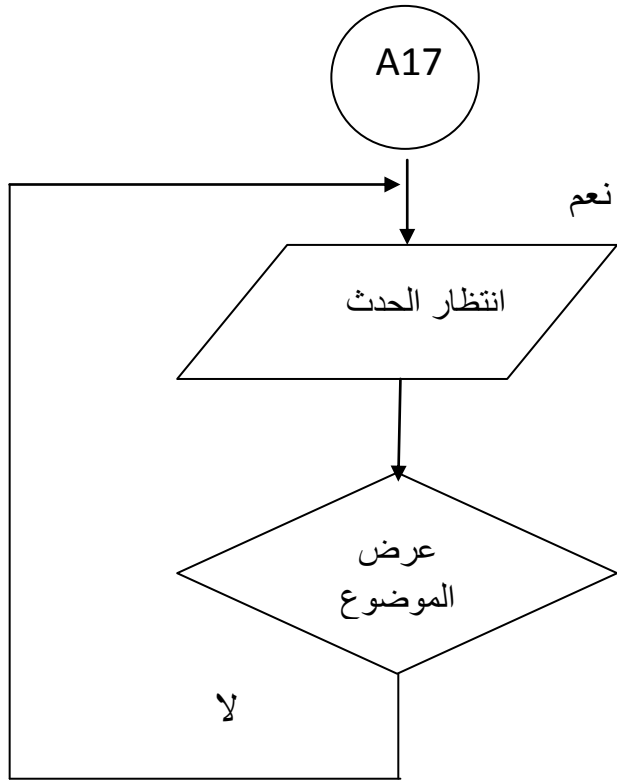 A17
نعم
انتظار الحدث
عرض
الموضوع
لا